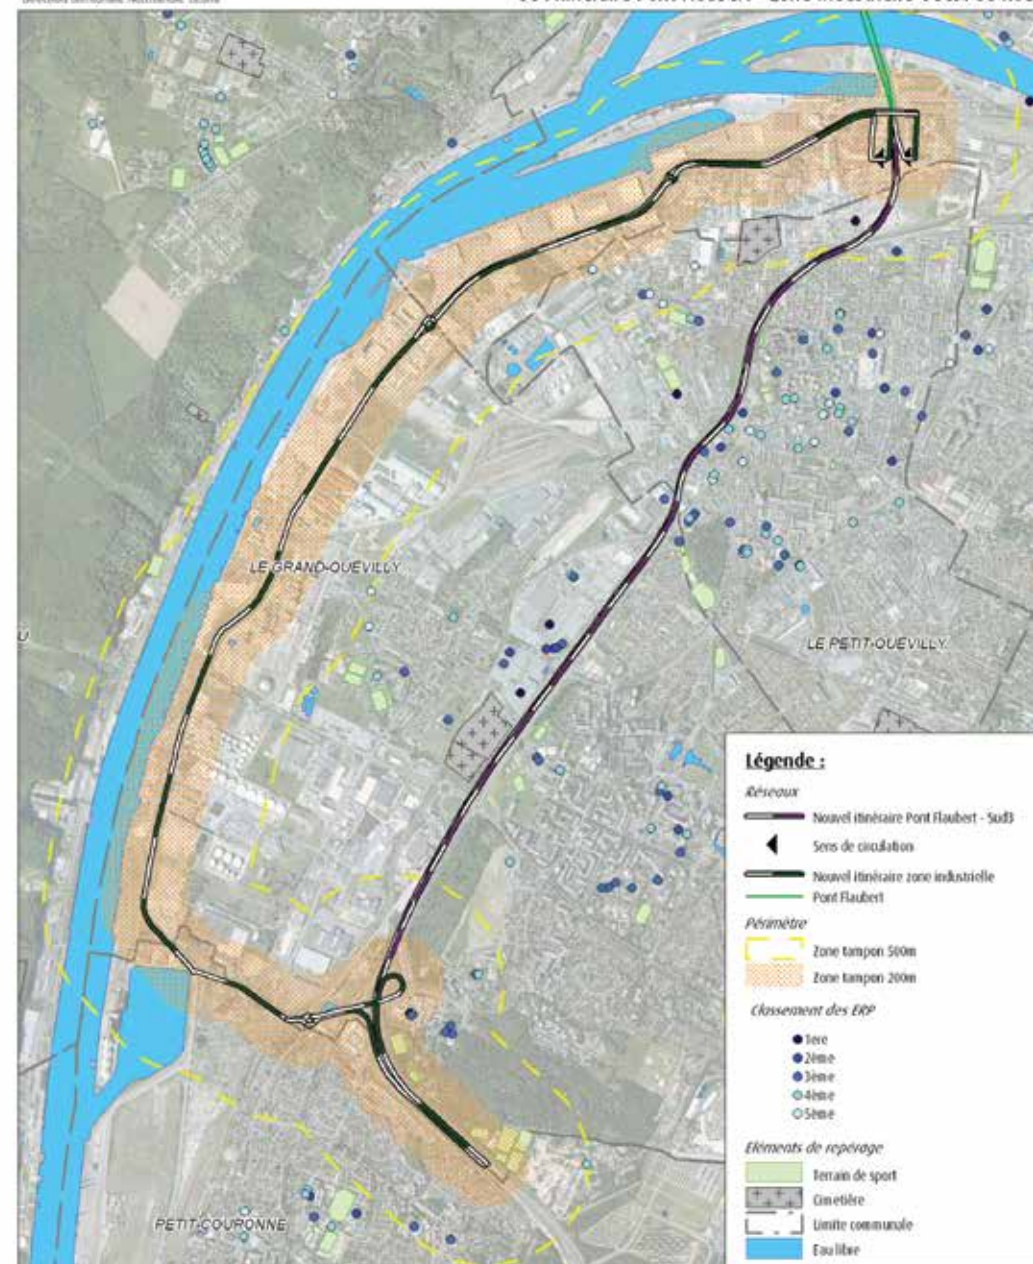 LE GRAND-QUEVILLY
LE PETIT-QUEVILLY
PETIT-COURONNE
Légende :
Réseaux
Nouvel itinéraire Pont Flaubert - Sud3
Sens de circulation
Nouvel itinéraire zone industrielle
Pont Flaubert
Périmètre
Zone tampon 500m
Zone tampon 200m
Classement des ERP
1ere
2ème
3ème
4ème
5ème
Eléments de repérage
Terrain de sport
Cimetière
Limite communale
Eau libre